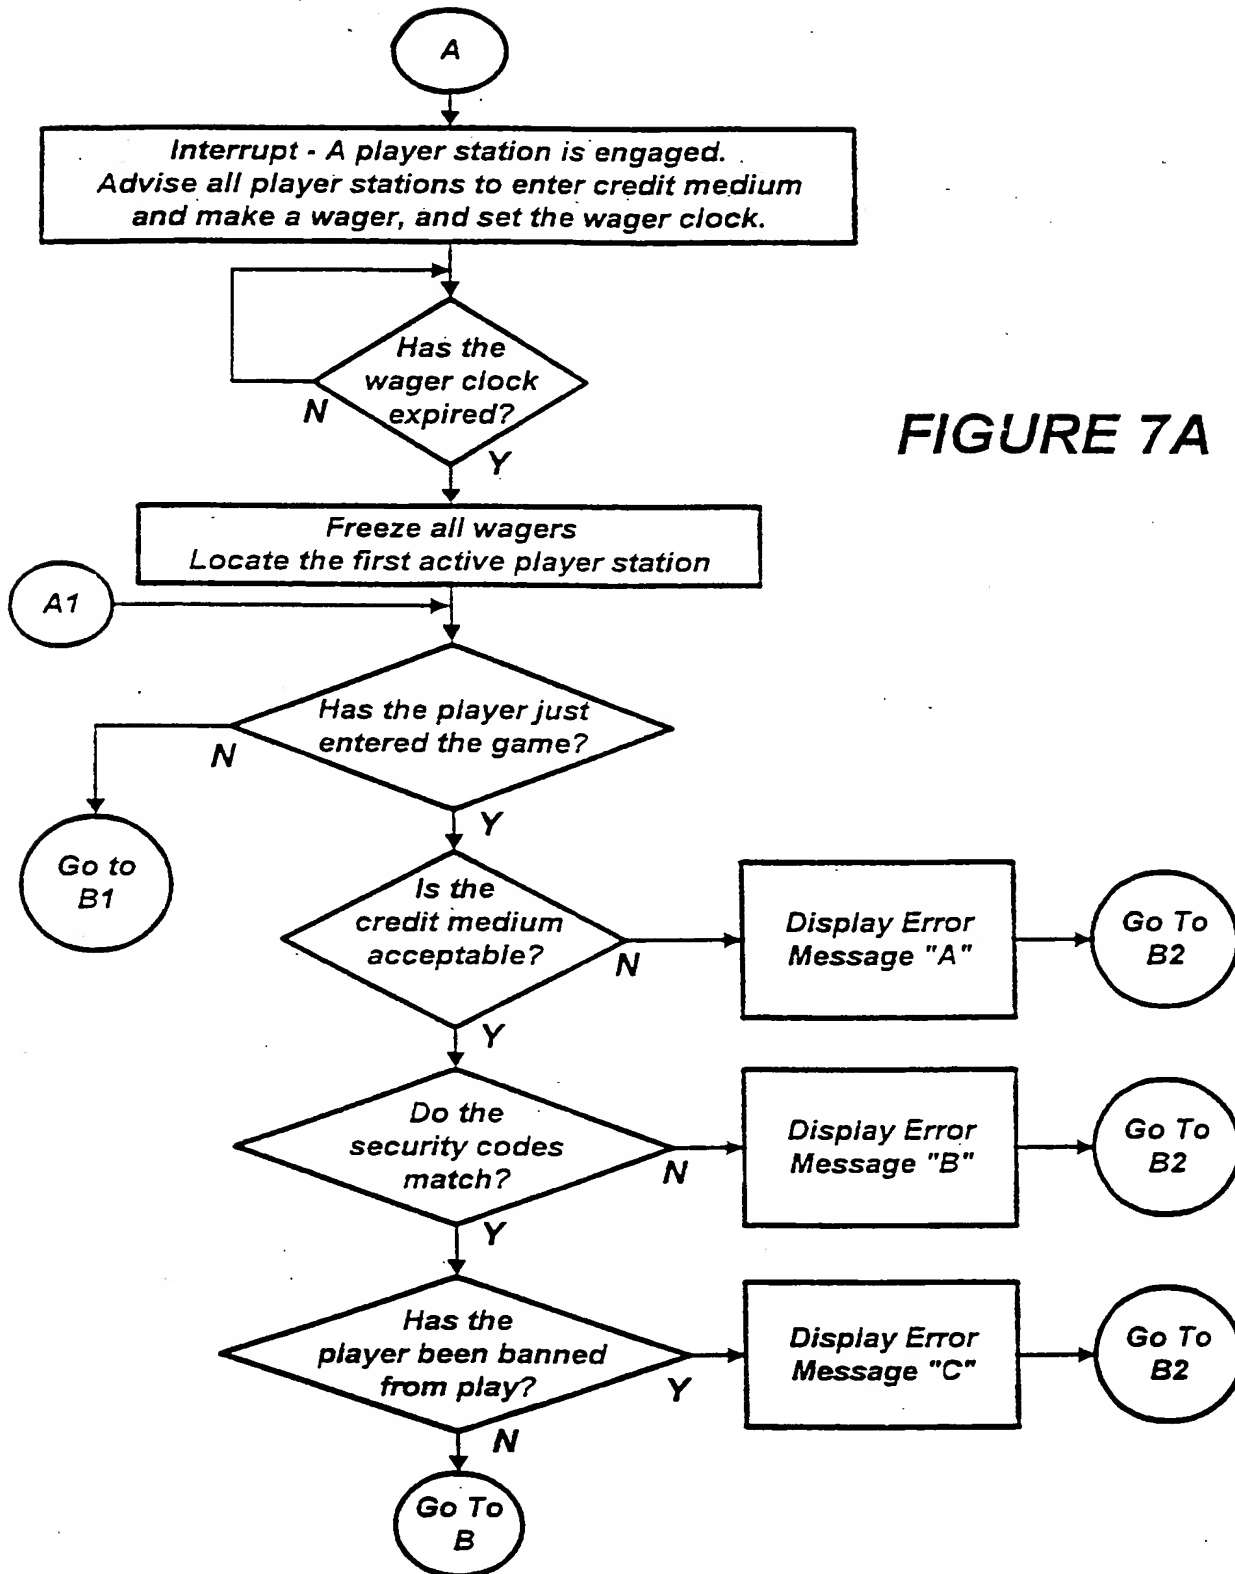 A
Interrupt - A player station is engaged.
Advise all player stations to enter credit medium
and make a wager, and set the wager clock.
Has the
wager clock
expired?
N
Y
FIGURE 7A
Freeze all wagers
Locate the first active player station
A1
Has the player just
entered the game?
N
Y
Go to
B1
Is the
credit medium
acceptable?
N
Y
Display Error
Message "A"
Go To
B2
Do the
security codes
match?
N
Y
Display Error
Message "B"
Go To
B2
Has the
player been banned
from play?
Y
N
Display Error
Message "C"
Go To
B2
Go To
B